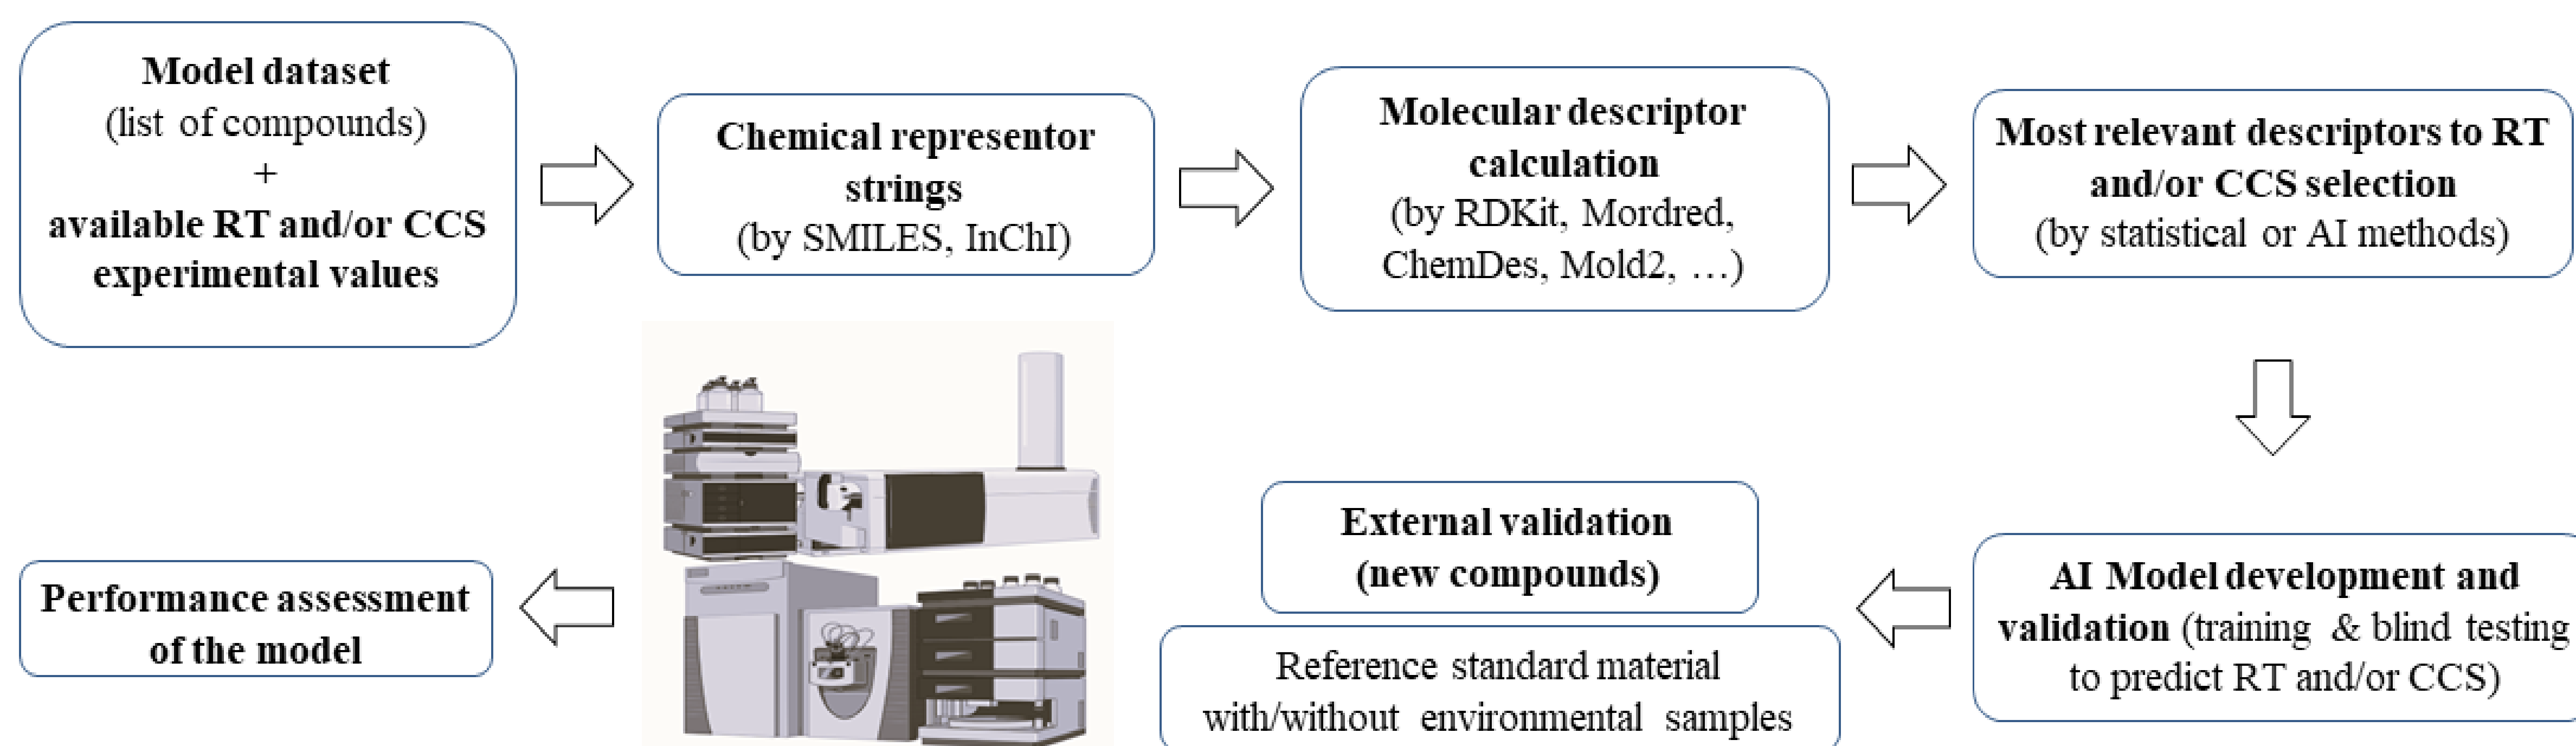 Model dataset
(list of compounds)
+
available RT and/or CCS
experimental values
Chemical representor
strings
(by SMILES, InChI)
Molecular descriptor
calculation
(by RDKit, Mordred,
ChemDes, Mold2, …)
Most relevant descriptors to RT
and/or CCS selection
(by statistical or AI methods)
AI Model development and
validation (training & blind testing
to predict RT and/or CCS)
External validation
(new compounds)
Reference standard material
with/without environmental samples
Performance assessment
of the model